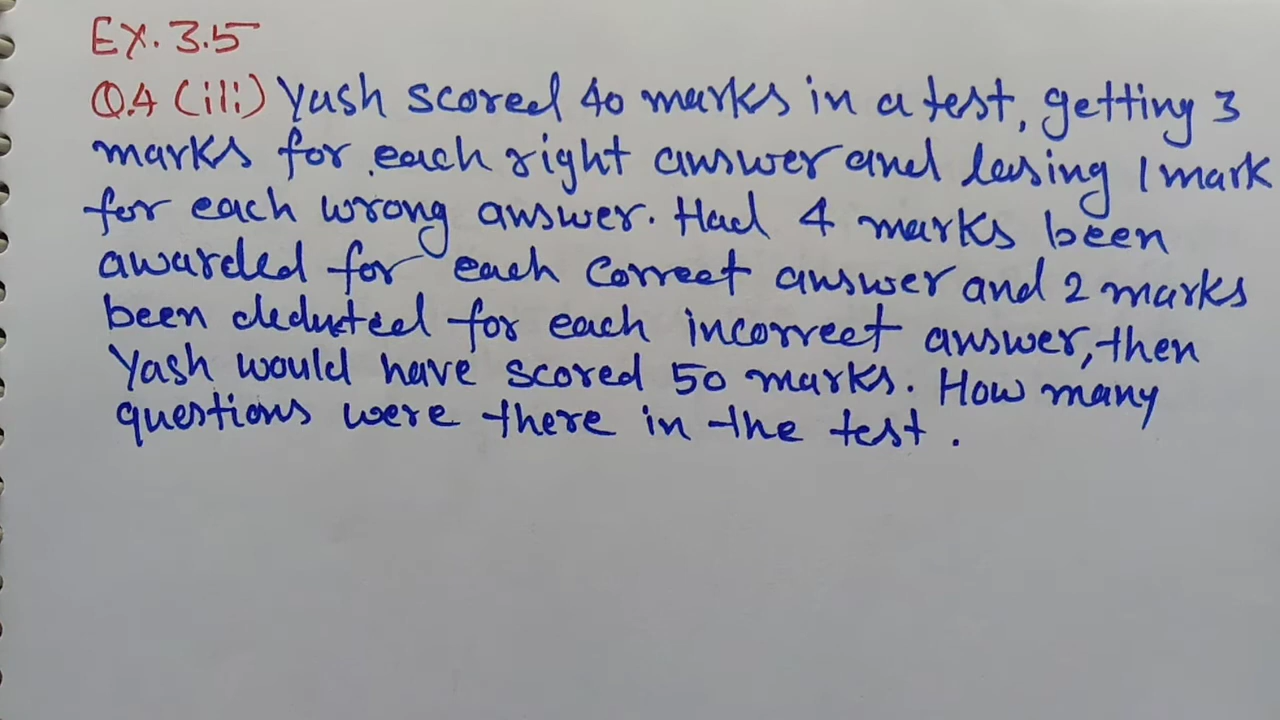 EX. 3.5
Q.4 (iii) Yash scored 40 marks in a test, getting 3
marks for each right answer and losing 1 mark
for each wrong answer. Had 4 marks been
awarded for each correct answer and 2 marks
been deducted for each incorrect answer, then
Yash would have scored 50 marks. How many
questions were there in the test.